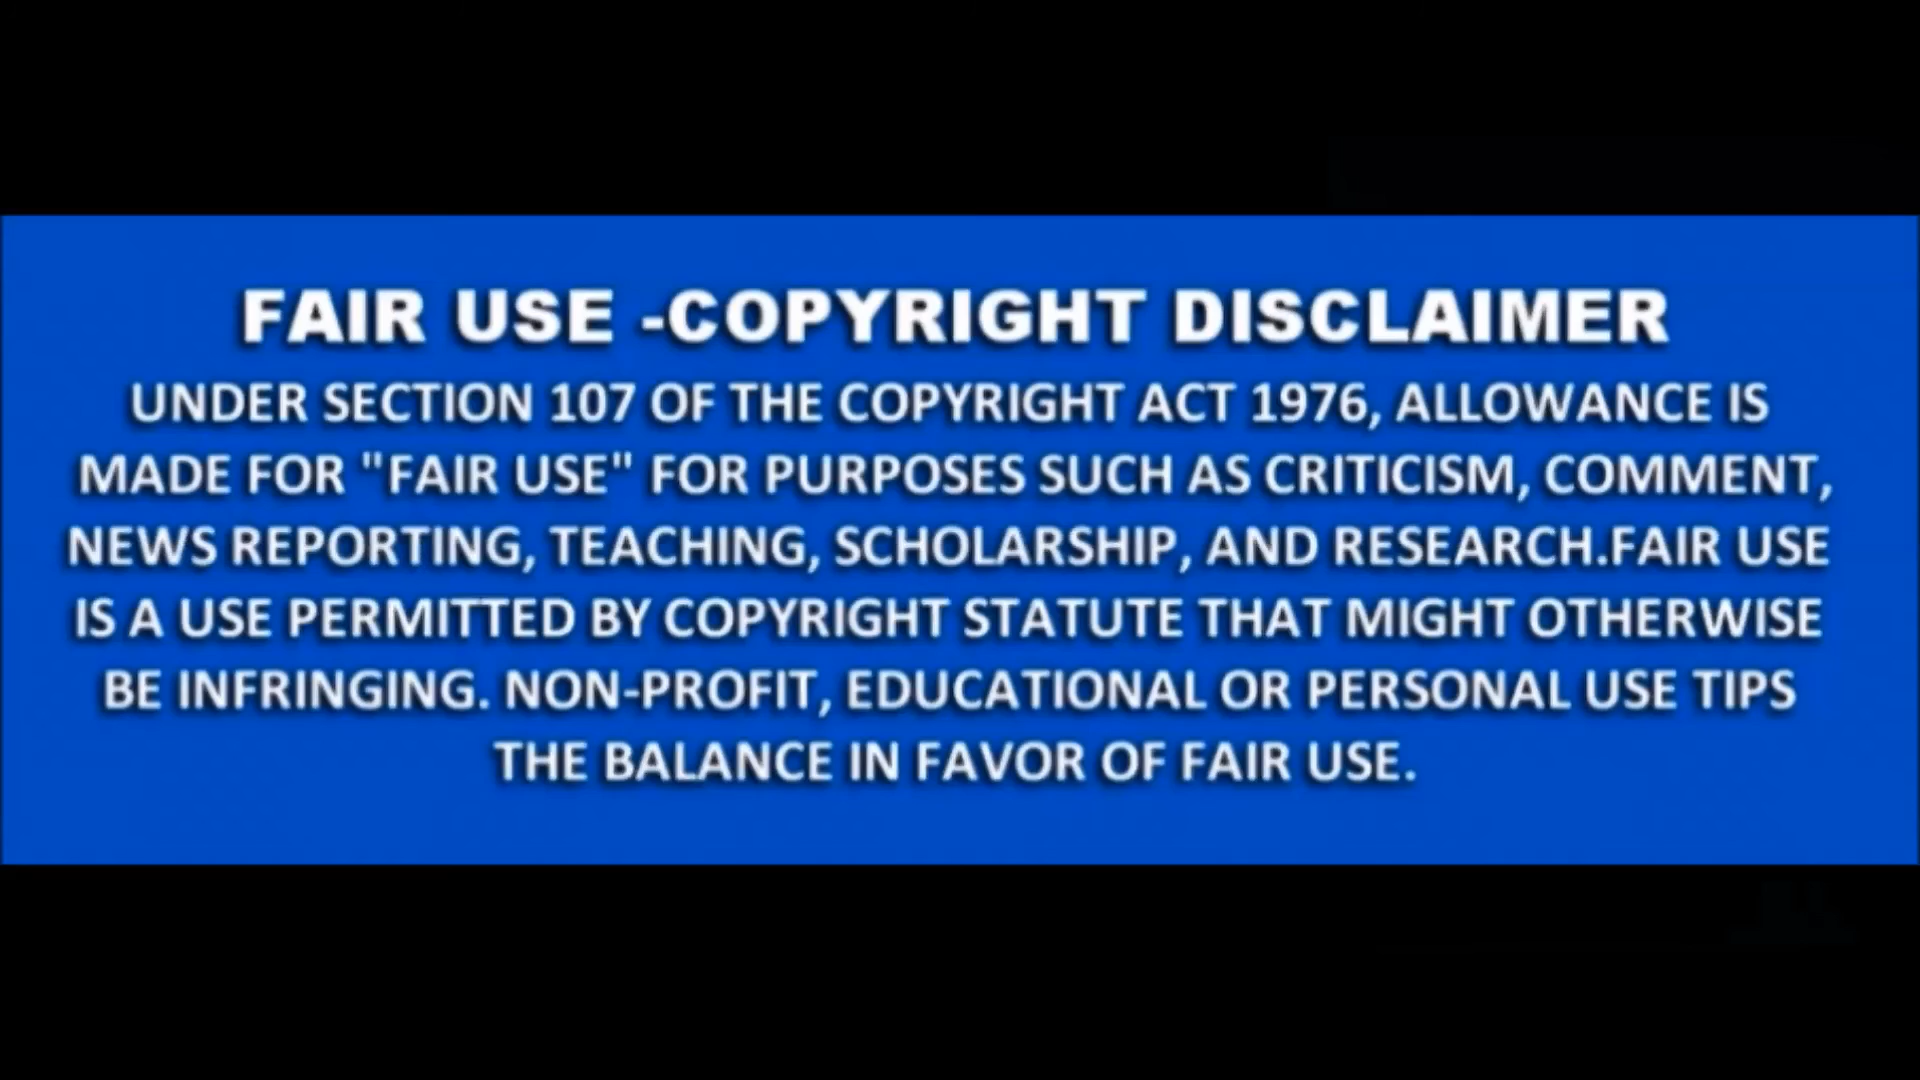 FAIR USE -COPYRIGHT DISCLAIMER
UNDER SECTION 107 OF THE COPYRIGHT ACT 1976, ALLOWANCE IS
MADE FOR "FAIR USE" FOR PURPOSES SUCH AS CRITICISM, COMMENT,
NEWS REPORTING, TEACHING, SCHOLARSHIP, AND RESEARCH.FAIR USE
IS A USE PERMITTED BY COPYRIGHT STATUTE THAT MIGHT OTHERWISE
BE INFRINGING. NON-PROFIT, EDUCATIONAL OR PERSONAL USE TIPS
THE BALANCE IN FAVOR OF FAIR USE.